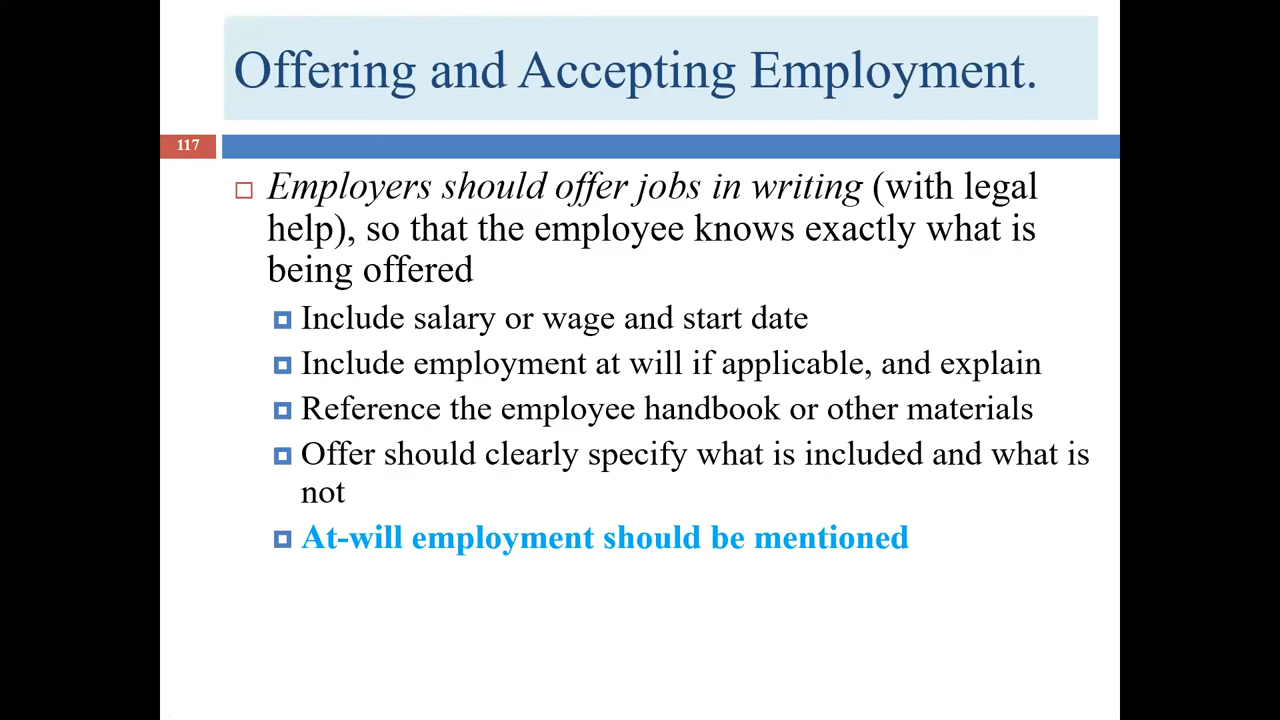 Offering and Accepting Employment.
117
Employers should offer jobs in writing (with legal
help), so that the employee knows exactly what is
being offered
Include salary or wage and start date
Include employment at will if applicable, and explain
Reference the employee handbook or other materials
Offer should clearly specify what is included and what is
not
At-will employment should be mentioned